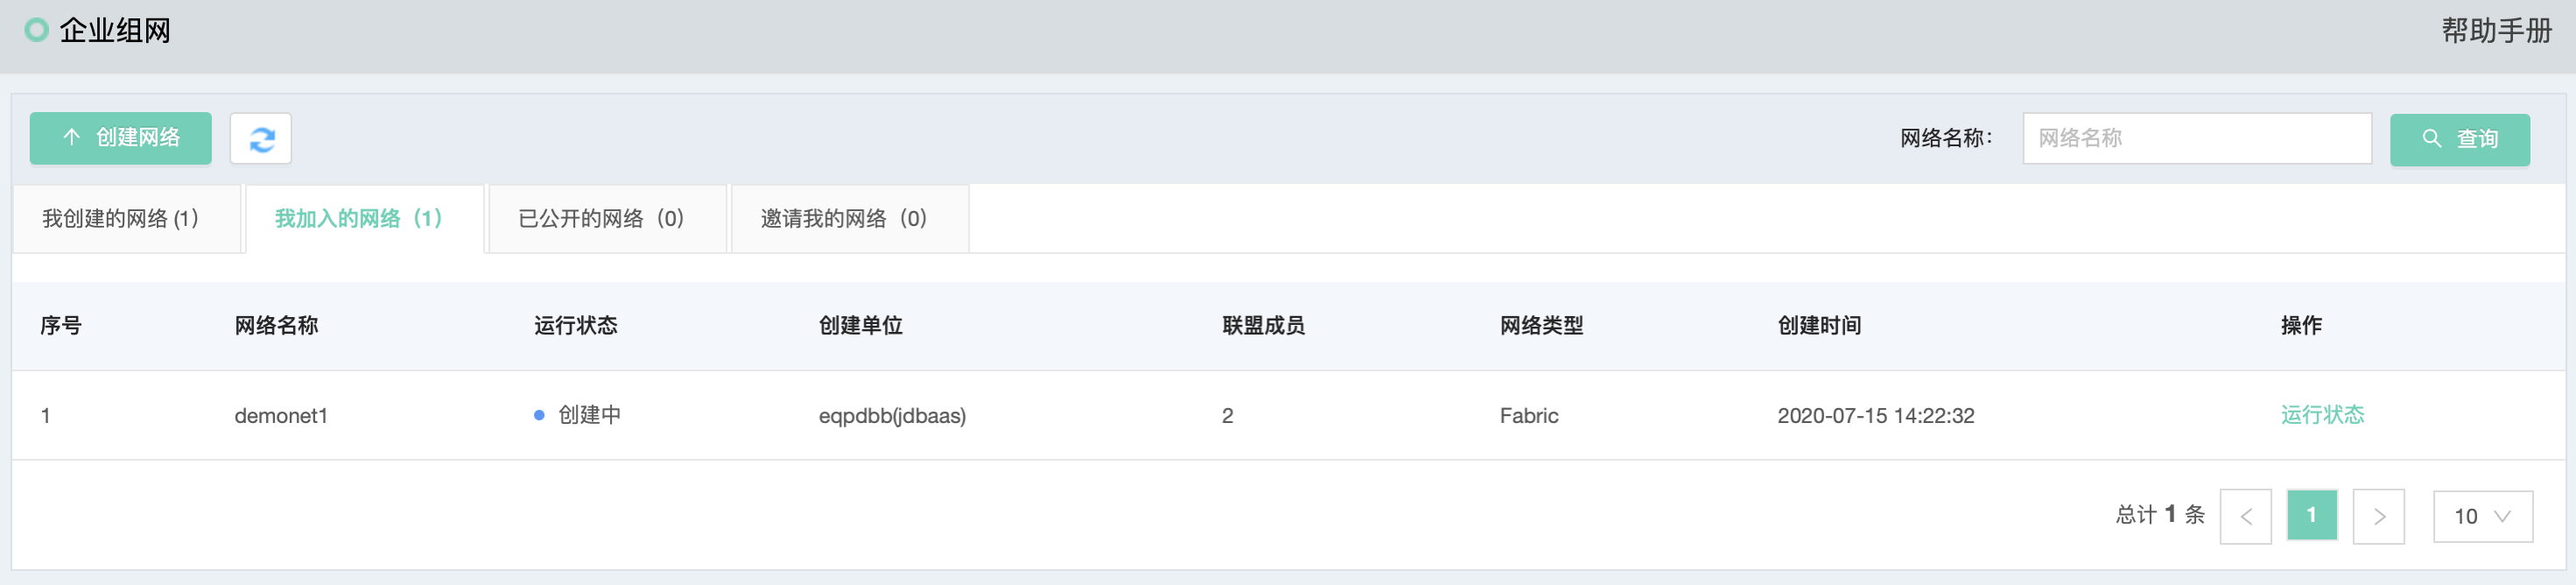 企业组网 帮助手册
创建网络 网络名称: 网络名称 查询
我创建的网络 (1) 我加入的网络（1） 已公开的网络（0） 邀请我的网络（0）
序号 网络名称 运行状态 创建单位 联盟成员 网络类型 创建时间 操作
1 demonet1 创建中 eqpdbb(jdbaas) 2 Fabric 2020-07-15 14:22:32 运行状态
总计 1 条 < 1 > 10